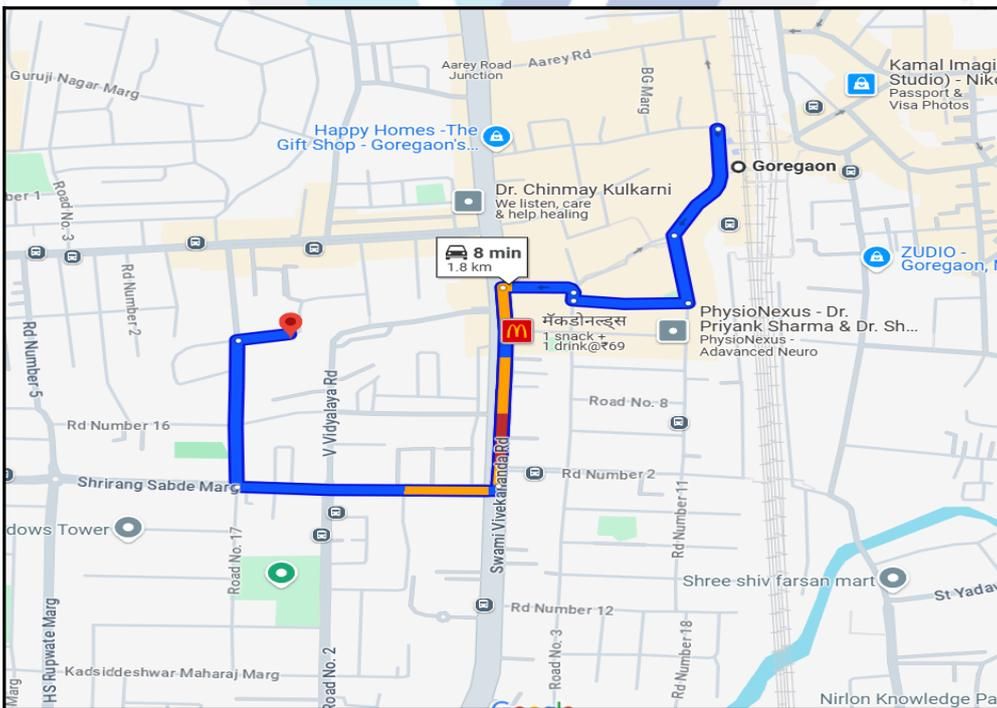 Guruji Nagar Marg
Aarey Road
Junction
Aarey Rd
BG Marg
Kamal Imagi
Studio) - Nik
Passport &
Visa Photos
Happy Homes -The
Gift Shop - Goregaon's...
Goregaon
ber 1
Road No. 3
Dr. Chinmay Kulkarni
We listen, care
& help healing
8 min
1.8 km
ZUDIO -
Goregaon, M
Rd Number 2
Rd Number 5
मॅकडोनल्ड्स
1 snack +
1 drink@₹69
PhysioNexus - Dr.
Priyank Sharma & Dr. Sh...
PhysioNexus -
Adavanced Neuro
V Vidyalaya Rd
Road No. 8
Rd Number 16
Shrirang Sabde Marg
Swami Vivekananda Rd
Rd Number 2
Rd Number 11
dows Tower
Road No. 17
Shree shiv farsan mart
St Yadav
Rd Number 12
HS Rupwate Marg
Road No. 3
Rd Number 18
Road No. 2
Kadsiddeshwar Maharaj Marg
Marg
Nirlon Knowledge Pa
Google